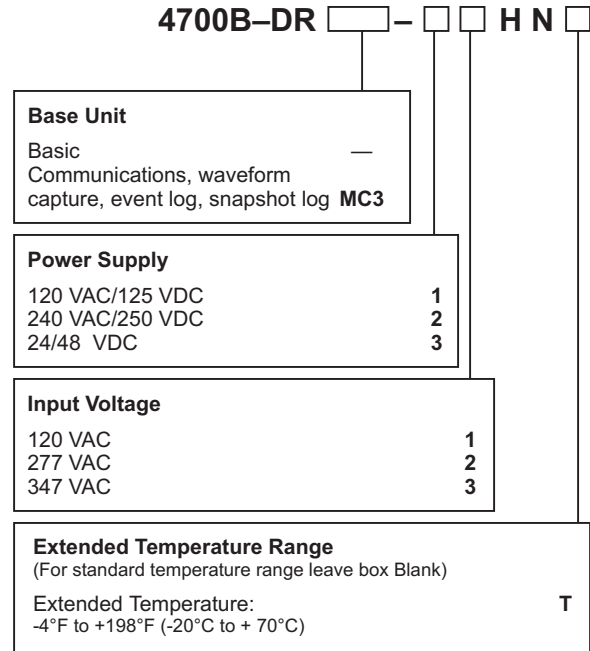 4700B–DR – H N
Base Unit
Basic —
Communications, waveform
capture, event log, snapshot log MC3
Power Supply
120 VAC/125 VDC 1
240 VAC/250 VDC 2
24/48 VDC 3
Input Voltage
120 VAC 1
277 VAC 2
347 VAC 3
Extended Temperature Range
(For standard temperature range leave box Blank)
Extended Temperature: T
-4°F to +198°F (-20°C to + 70°C)